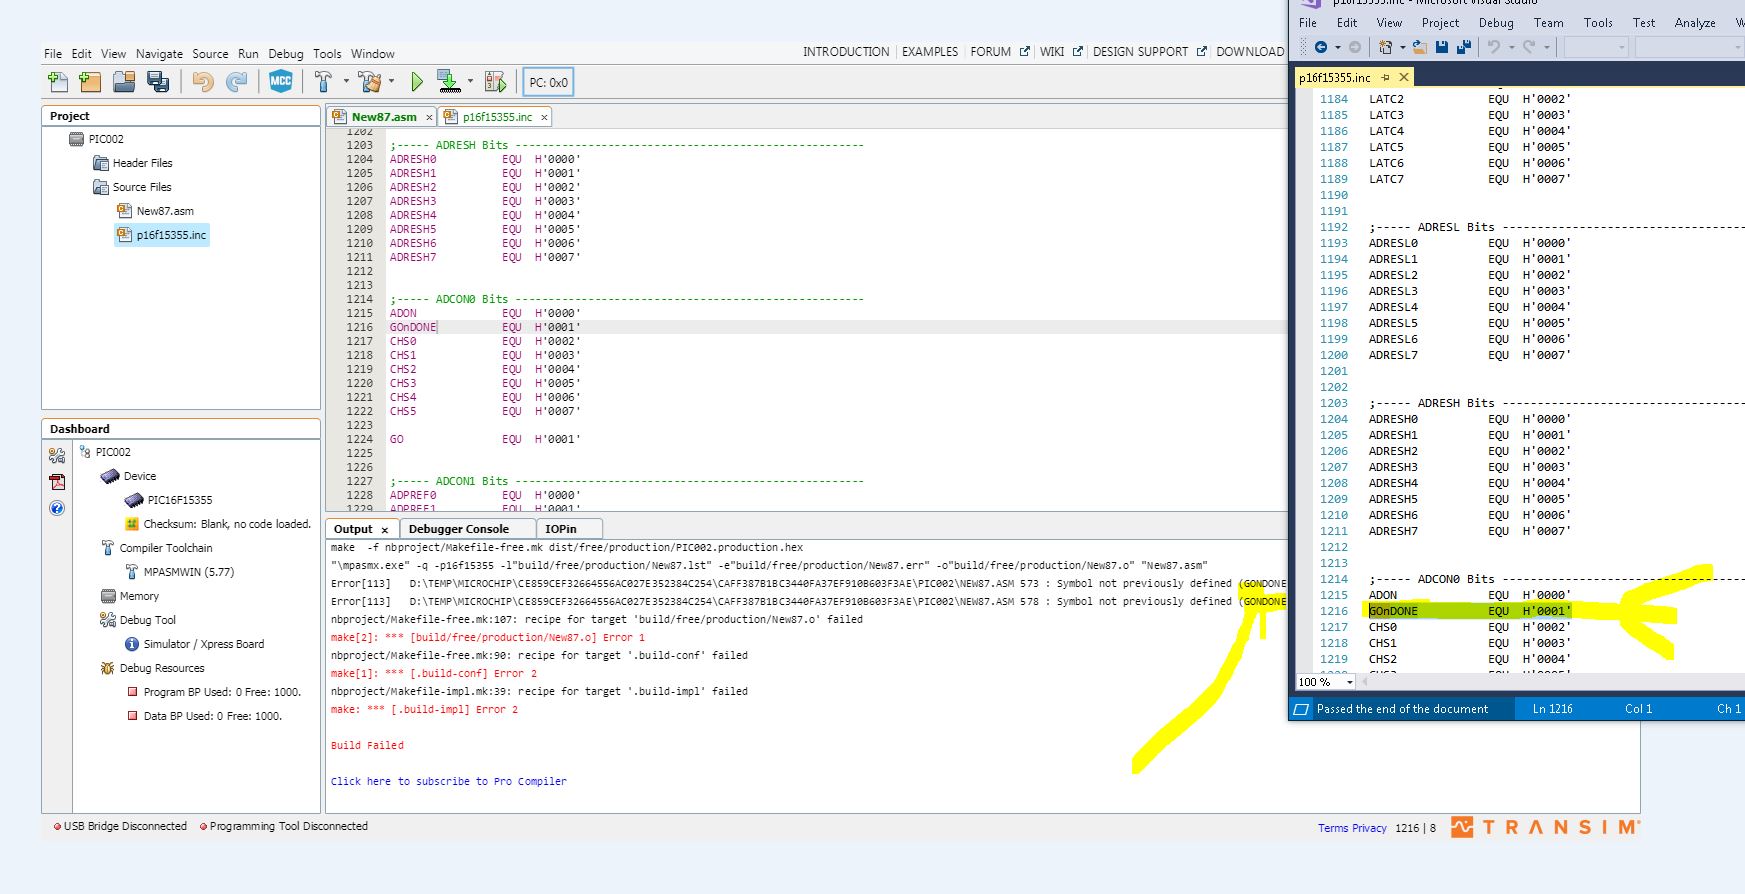 File Edit View Navigate Source Run Debug Tools Window
INTRODUCTION EXAMPLES FORUM WIKI DESIGN SUPPORT DOWNLOAD
MCC
PC: 0x0
Project
PIC002
Header Files
Source Files
New87.asm
p16f15355.inc
Dashboard
PIC002
Device
PIC16F15355
Checksum: Blank, no code loaded.
Compiler Toolchain
MPASMWIN (5.77)
Memory
Debug Tool
Simulator / Xpress Board
Debug Resources
Program BP Used: 0 Free: 1000.
Data BP Used: 0 Free: 1000.
New87.asm × p16f15355.inc ×
1202
1203 ;----- ADRESH Bits -----------------------------------------------------
1204 ADRESH0 EQU H'0000'
1205 ADRESH1 EQU H'0001'
1206 ADRESH2 EQU H'0002'
1207 ADRESH3 EQU H'0003'
1208 ADRESH4 EQU H'0004'
1209 ADRESH5 EQU H'0005'
1210 ADRESH6 EQU H'0006'
1211 ADRESH7 EQU H'0007'
1212
1213
1214 ;----- ADCON0 Bits -----------------------------------------------------
1215 ADON EQU H'0000'
1216 GOnDONE EQU H'0001'
1217 CHS0 EQU H'0002'
1218 CHS1 EQU H'0003'
1219 CHS2 EQU H'0004'
1220 CHS3 EQU H'0005'
1221 CHS4 EQU H'0006'
1222 CHS5 EQU H'0007'
1223
1224 GO EQU H'0001'
1225
1226
1227 ;----- ADCON1 Bits -----------------------------------------------------
1228 ADPREF0 EQU H'0000'
1229 ADPREF1 EQU H'0001'
Output × Debugger Console IOPin
make -f nbproject/Makefile-free.mk dist/free/production/PIC002.production.hex
"\mpasmx.exe" -q -p16f15355 -l"build/free/production/New87.lst" -e"build/free/production/New87.err" -o"build/free/production/New87.o" "New87.asm"
Error[113] D:\TEMP\MICROCHIP\CE859CEF32664556AC027E352384C254\CAFF387B1BC3440FA37EF910B603F3AE\PIC002\NEW87.ASM 573 : Symbol not previously defined (GONDONE
Error[113] D:\TEMP\MICROCHIP\CE859CEF32664556AC027E352384C254\CAFF387B1BC3440FA37EF910B603F3AE\PIC002\NEW87.ASM 578 : Symbol not previously defined (GONDONE
nbproject/Makefile-free.mk:107: recipe for target 'build/free/production/New87.o' failed
make[2]: *** [build/free/production/New87.o] Error 1
nbproject/Makefile-free.mk:90: recipe for target '.build-conf' failed
make[1]: *** [.build-conf] Error 2
nbproject/Makefile-impl.mk:39: recipe for target '.build-impl' failed
make: *** [.build-impl] Error 2
Build Failed
Click here to subscribe to Pro Compiler
USB Bridge Disconnected Programming Tool Disconnected
Terms Privacy 1216 | 8 TRANSIM
p16f15355.inc - Microsoft Visual Studio
File Edit View Project Debug Team Tools Test Analyze
p16f15355.inc
1184 LATC2 EQU H'0002'
1185 LATC3 EQU H'0003'
1186 LATC4 EQU H'0004'
1187 LATC5 EQU H'0005'
1188 LATC6 EQU H'0006'
1189 LATC7 EQU H'0007'
1190
1191
1192 ;----- ADRESL Bits ------------------------------------
1193 ADRESL0 EQU H'0000'
1194 ADRESL1 EQU H'0001'
1195 ADRESL2 EQU H'0002'
1196 ADRESL3 EQU H'0003'
1197 ADRESL4 EQU H'0004'
1198 ADRESL5 EQU H'0005'
1199 ADRESL6 EQU H'0006'
1200 ADRESL7 EQU H'0007'
1201
1202
1203 ;----- ADRESH Bits ------------------------------------
1204 ADRESH0 EQU H'0000'
1205 ADRESH1 EQU H'0001'
1206 ADRESH2 EQU H'0002'
1207 ADRESH3 EQU H'0003'
1208 ADRESH4 EQU H'0004'
1209 ADRESH5 EQU H'0005'
1210 ADRESH6 EQU H'0006'
1211 ADRESH7 EQU H'0007'
1212
1213
1214 ;----- ADCON0 Bits ------------------------------------
1215 ADON EQU H'0000'
1216 GOnDONE EQU H'0001'
1217 CHS0 EQU H'0002'
1218 CHS1 EQU H'0003'
1219 CHS2 EQU H'0004'
100 %
Passed the end of the document Ln 1216 Col 1 Ch 1